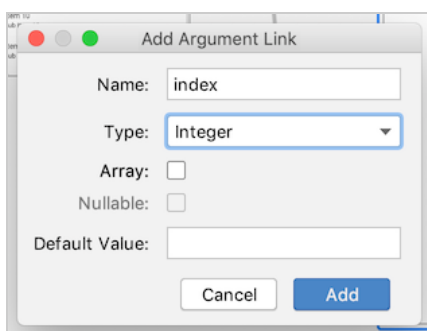 Add Argument Link
Name: index
Type: Integer
Array:
Nullable:
Default Value:
Cancel Add